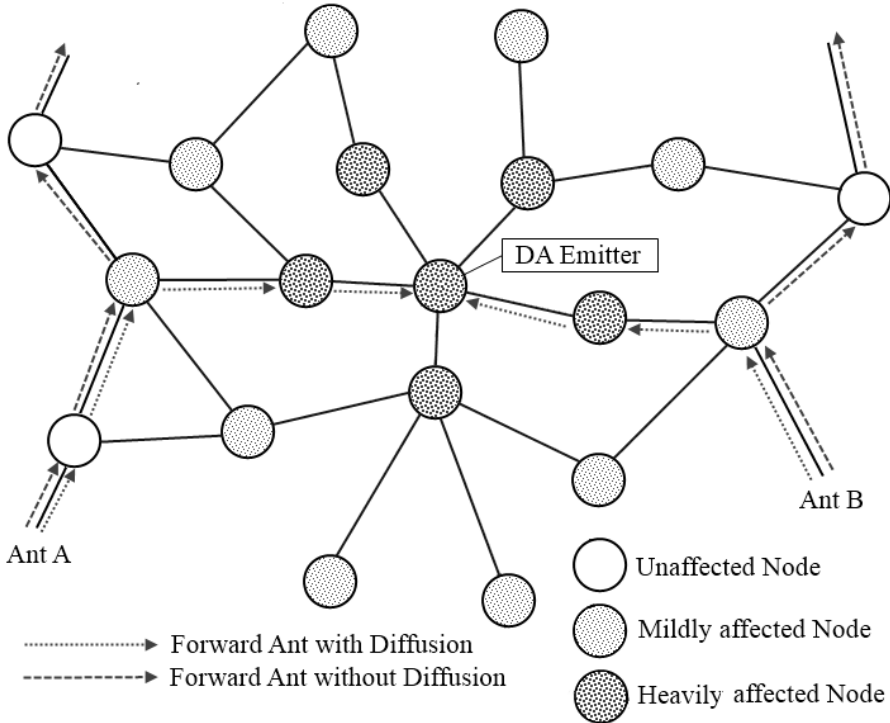 DA Emitter
Ant A
Ant B
Unaffected Node
Mildly affected Node
Heavily affected Node
Forward Ant with Diffusion
Forward Ant without Diffusion